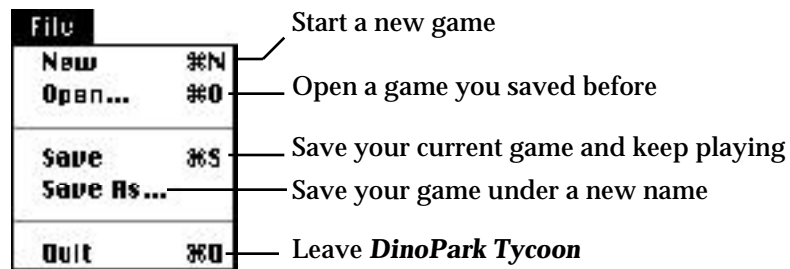 File
New ⌘N Start a new game
Open... ⌘O Open a game you saved before
Save ⌘S Save your current game and keep playing
Save As... Save your game under a new name
Quit ⌘Q Leave DinoPark Tycoon